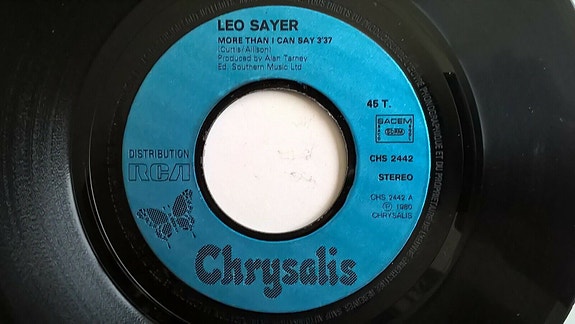 LEO SAYER
MORE THAN I CAN SAY 3'37
(Curtis/Allison)
Produced by Alan Tarney
Ed. Southern Music Ltd
45 T.
SACEM
DISTRIBUTION
RCA
CHS 2442
STEREO
CHS 2442 A
℗ 1980
CHRYSALIS
Chrysalis